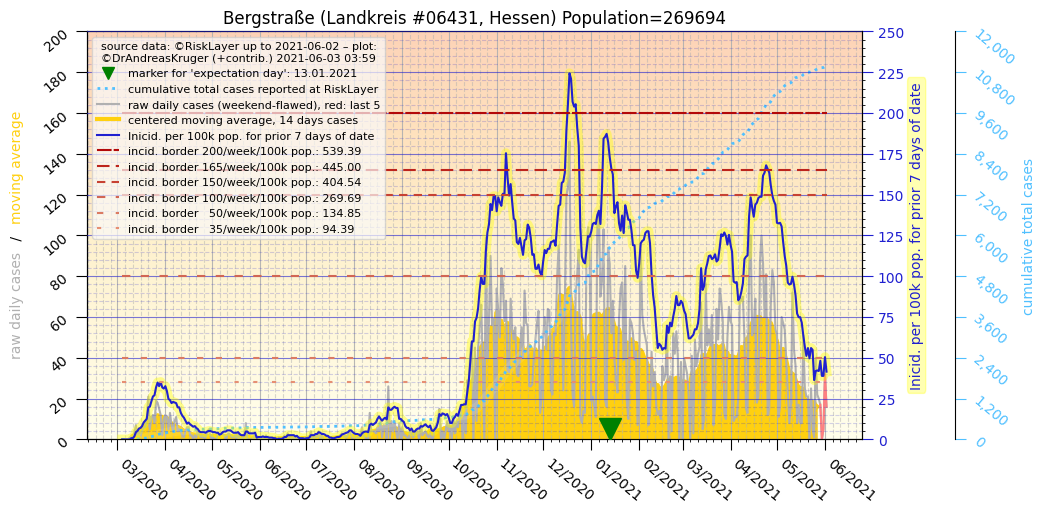 Bergstraße (Landkreis #06431, Hessen) Population=269694
source data: ©RiskLayer up to 2021-06-02 – plot:
©DrAndreasKruger (+contrib.) 2021-06-03 03:59
marker for 'expectation day': 13.01.2021
cumulative total cases reported at RiskLayer
raw daily cases (weekend-flawed), red: last 5
centered moving average, 14 days cases
Inicid. per 100k pop. for prior 7 days of date
incid. border 200/week/100k pop.: 539.39
incid. border 165/week/100k pop.: 445.00
incid. border 150/week/100k pop.: 404.54
incid. border 100/week/100k pop.: 269.69
incid. border 50/week/100k pop.: 134.85
incid. border 35/week/100k pop.: 94.39
raw daily cases / moving average
200
180
160
140
120
100
80
60
40
20
0
250
225
200
175
150
125
100
75
50
25
0
Inicid. per 100k pop. for prior 7 days of date
12,000
10,800
9,600
8,400
7,200
6,000
4,800
3,600
2,400
1,200
0
cumulative total cases
03/2020
04/2020
05/2020
06/2020
07/2020
08/2020
09/2020
10/2020
11/2020
12/2020
01/2021
02/2021
03/2021
04/2021
05/2021
06/2021